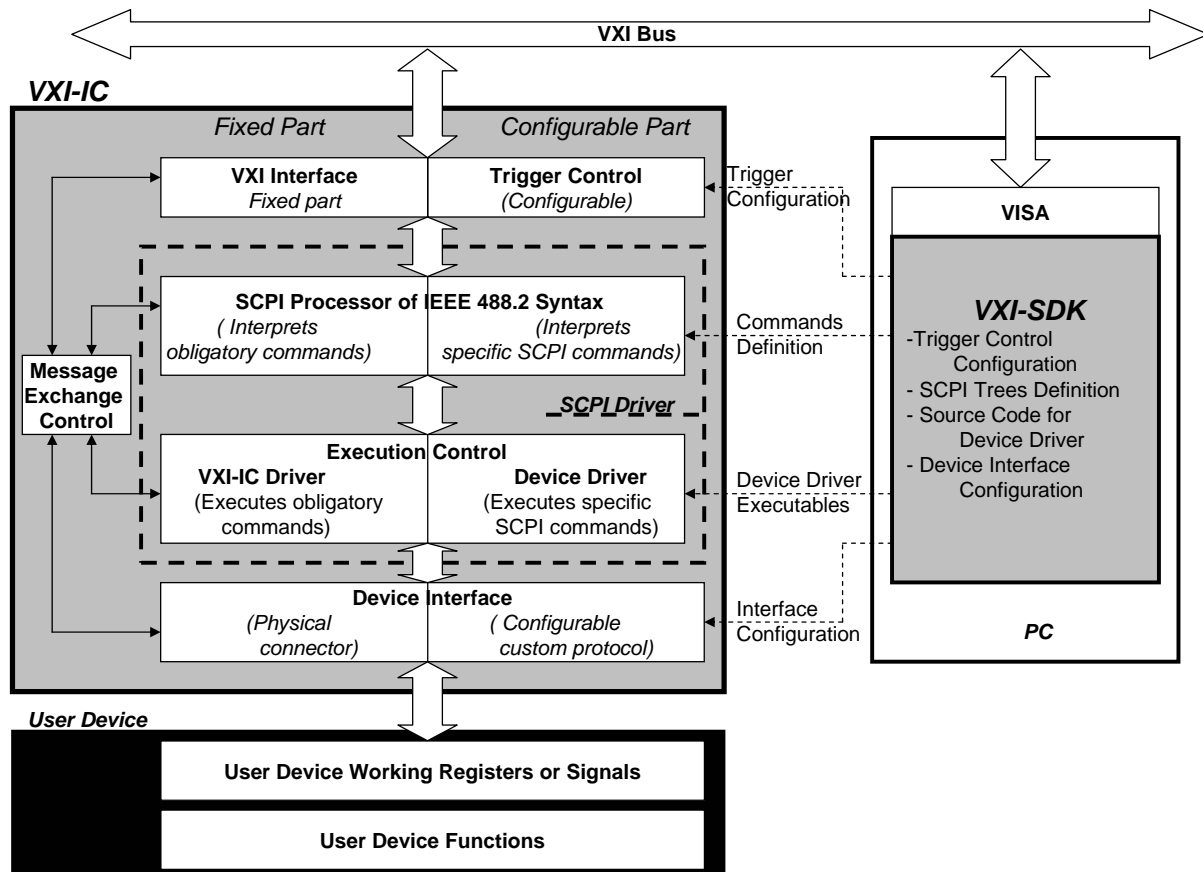 VXI Bus
VXI-IC
Fixed Part
Configurable Part
VXI Interface
Fixed part
Trigger Control
(Configurable)
Trigger
Configuration
VISA
SCPI Processor of IEEE 488.2 Syntax
( Interprets
obligatory commands)
(Interprets
specific SCPI commands)
Commands
Definition
VXI-SDK
-Trigger Control
Configuration
- SCPI Trees Definition
- Source Code for
Device Driver
- Device Interface
Configuration
Message
Exchange
Control
SCPI Driver
Execution Control
VXI-IC Driver
(Executes obligatory
commands)
Device Driver
(Executes specific
SCPI commands)
Device Driver
Executables
Device Interface
(Physical
connector)
( Configurable
custom protocol)
Interface
Configuration
PC
User Device
User Device Working Registers or Signals
User Device Functions